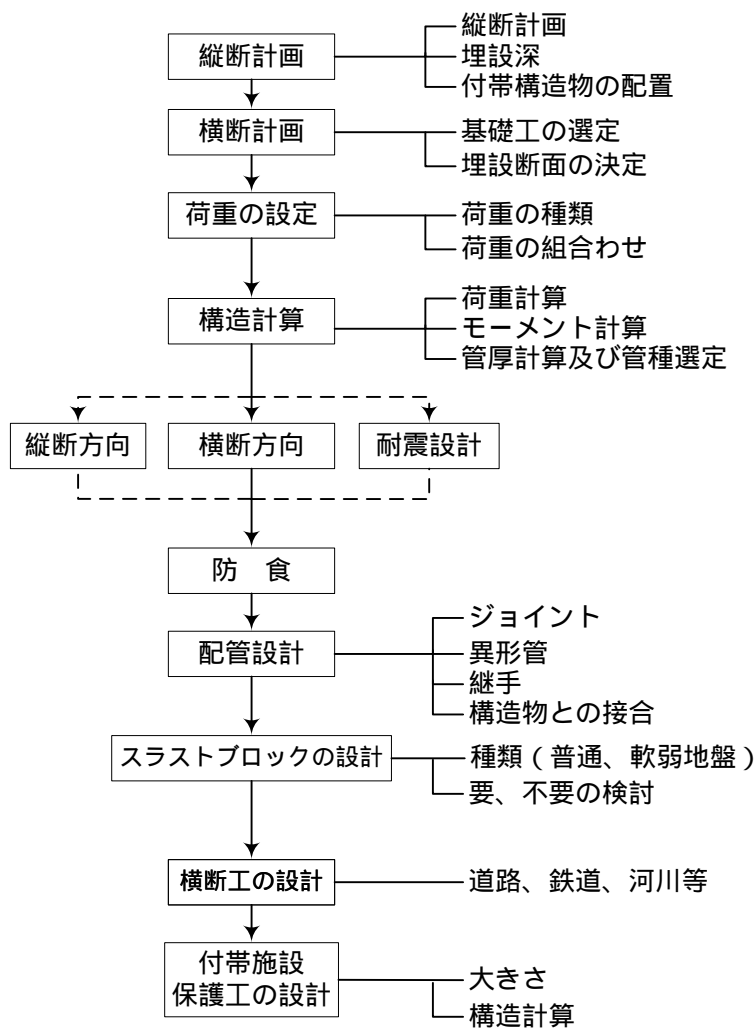 縦断計画
縦断計画
埋設深
付帯構造物の配置
横断計画
基礎工の選定
埋設断面の決定
荷重の設定
荷重の種類
荷重の組合わせ
構造計算
荷重計算
モーメント計算
管厚計算及び管種選定
縦断方向
横断方向
耐震設計
防　食
配管設計
ジョイント
異形管
継手
構造物との接合
スラストブロックの設計
種類（普通、軟弱地盤）
要、不要の検討
横断工の設計
道路、鉄道、河川等
付帯施設
保護工の設計
大きさ
構造計算